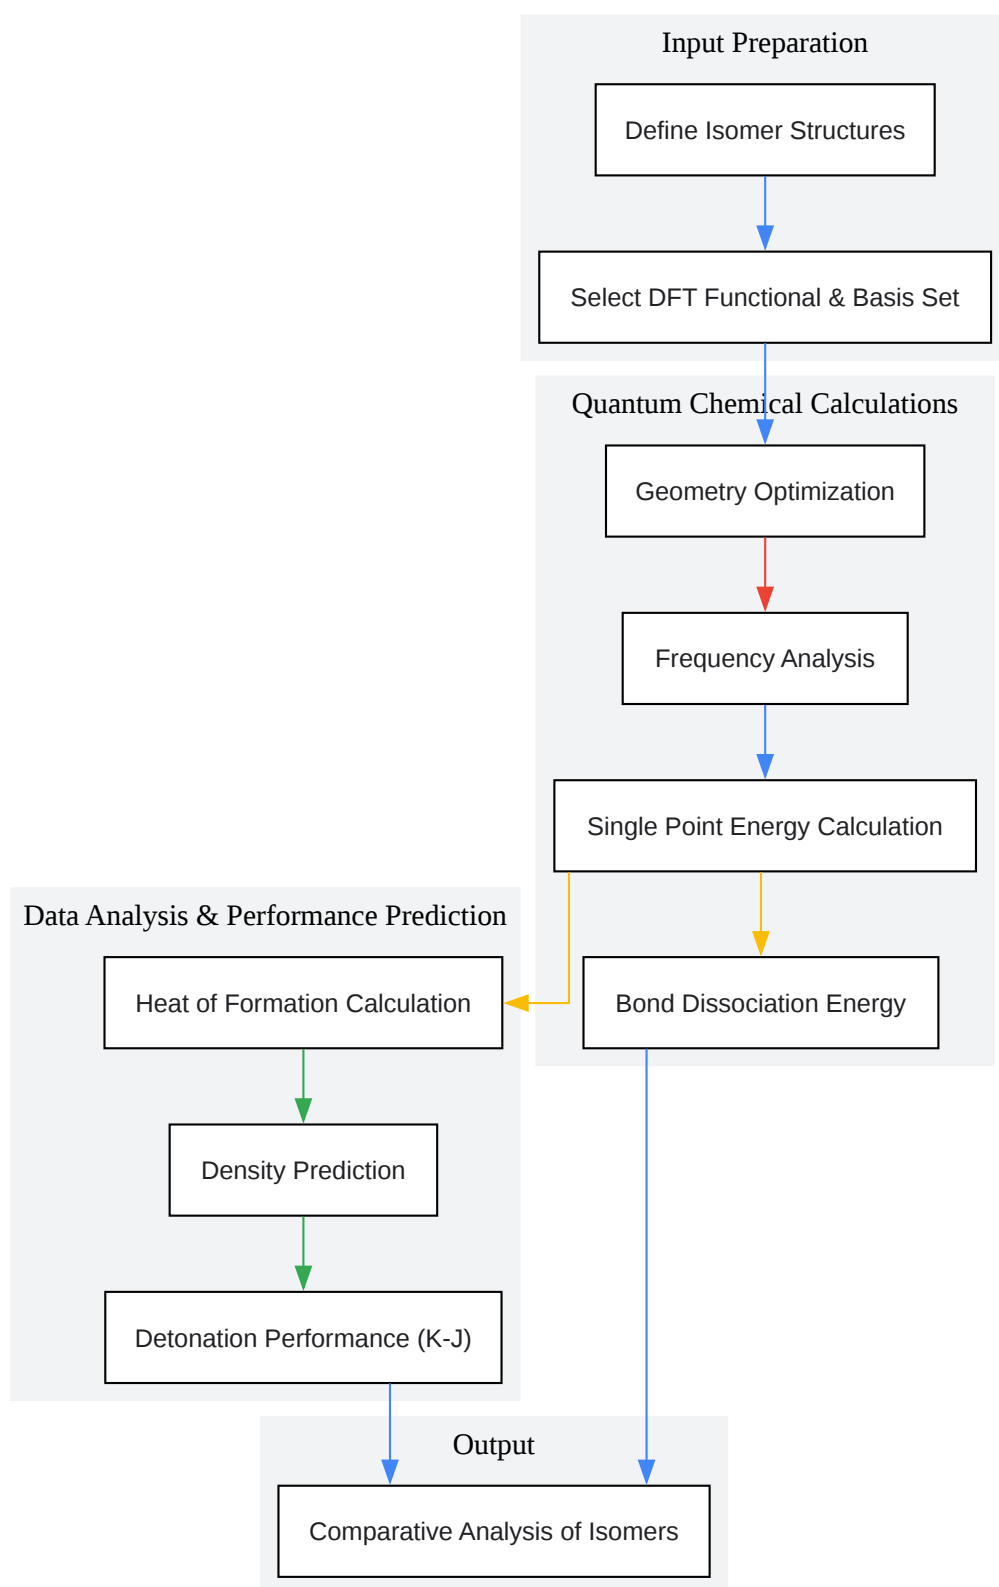 Input Preparation
Define Isomer Structures
Select DFT Functional & Basis Set
Quantum Chemical Calculations
Geometry Optimization
Frequency Analysis
Single Point Energy Calculation
Bond Dissociation Energy
Data Analysis & Performance Prediction
Heat of Formation Calculation
Density Prediction
Detonation Performance (K-J)
Output
Comparative Analysis of Isomers